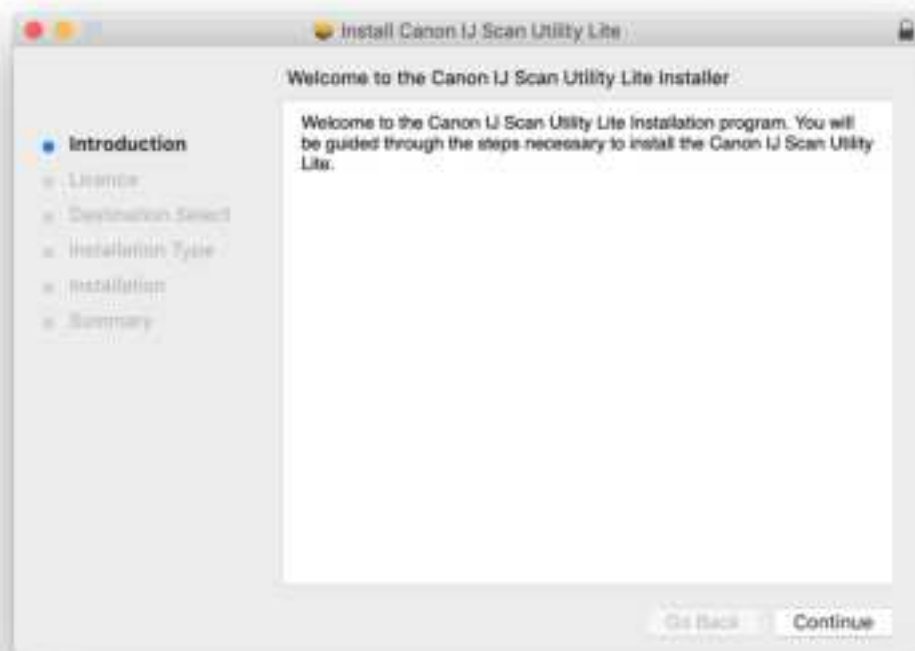 Install Canon IJ Scan Utility Lite
Welcome to the Canon IJ Scan Utility Lite Installer
Introduction
Licence
Destination Select
Installation Type
Installation
Summary
Welcome to the Canon IJ Scan Utility Lite Installation program. You will
be guided through the steps necessary to install the Canon IJ Scan Utility
Lite.
Go Back
Continue